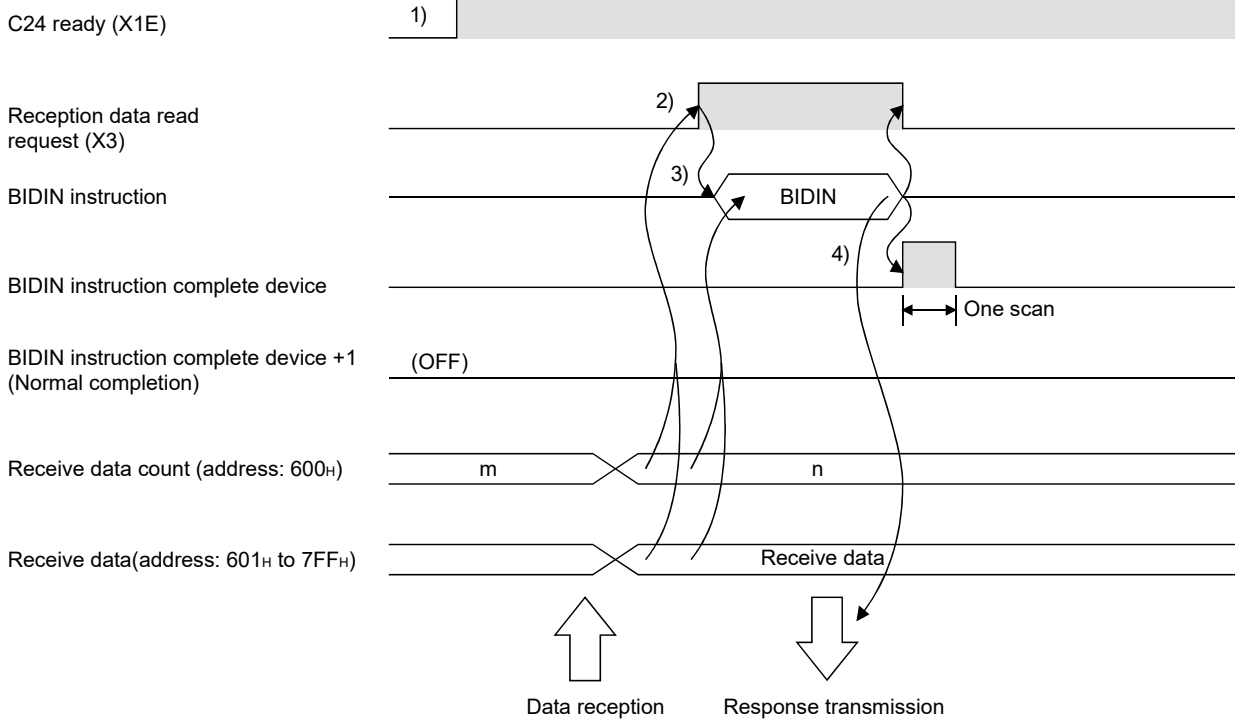 C24 ready (X1E)
1)
Reception data read
request (X3)
2)
3)
BIDIN instruction
BIDIN
4)
BIDIN instruction complete device
One scan
BIDIN instruction complete device +1
(Normal completion)
(OFF)
Receive data count (address: 600H)
m
n
Receive data(address: 601H to 7FFH)
Receive data
Data reception
Response transmission